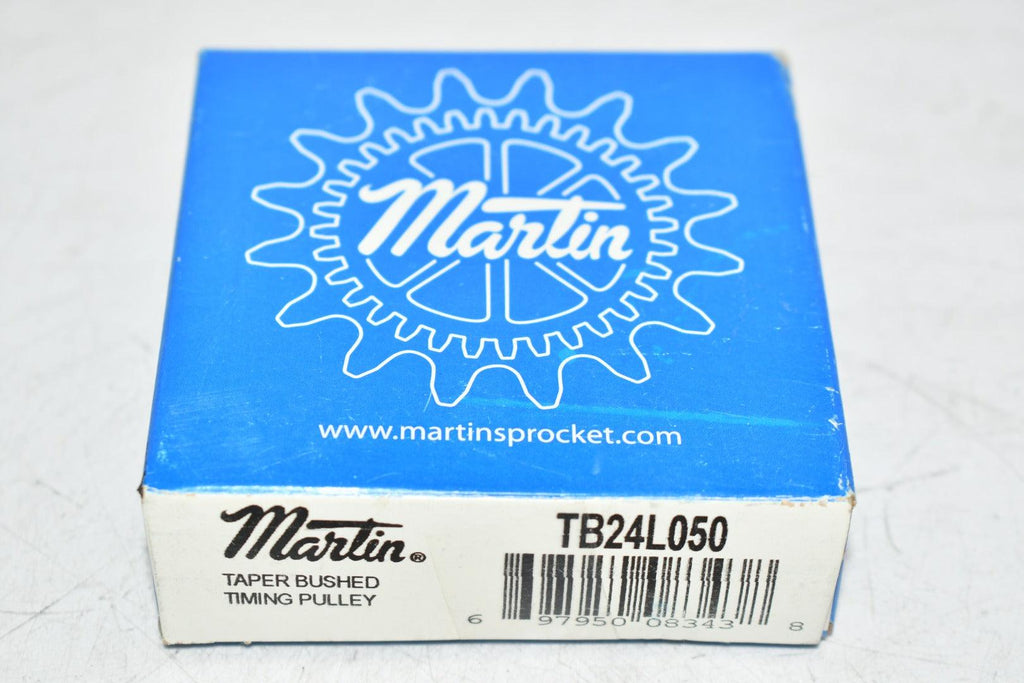 Martin
www.martinsprocket.com
Martin®
TB24L050
TAPER BUSHED
TIMING PULLEY
6 97950 08343 8